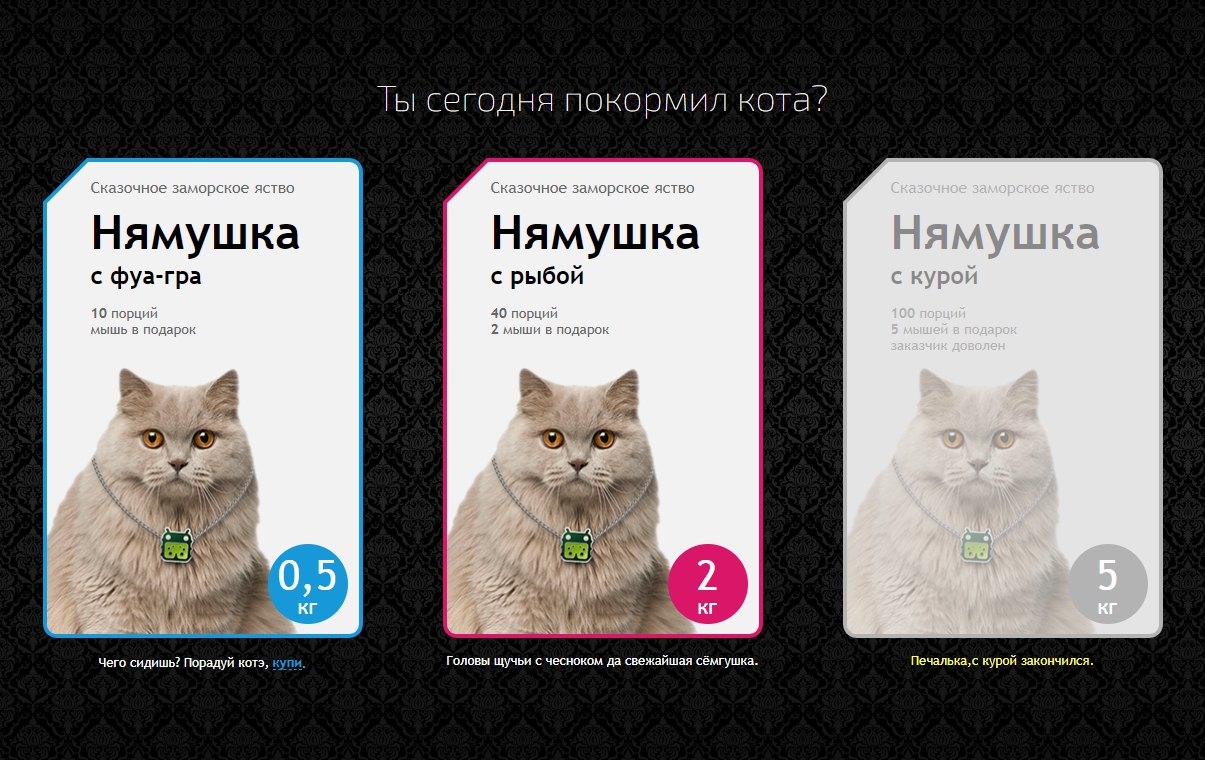 Ты сегодня покормил кота?
Сказочное заморское яство
Нямушка
с фуа-гра
10 порций
мышь в подарок
0,5
кг
Чего сидишь? Порадуй котэ, купи.
Сказочное заморское яство
Нямушка
с рыбой
40 порций
2 мыши в подарок
2
кг
Головы щучьи с чесноком да свежайшая сёмгушка.
Сказочное заморское яство
Нямушка
с курой
100 порций
5 мышей в подарок
заказчик доволен
5
кг
Печалька,с курой закончился.